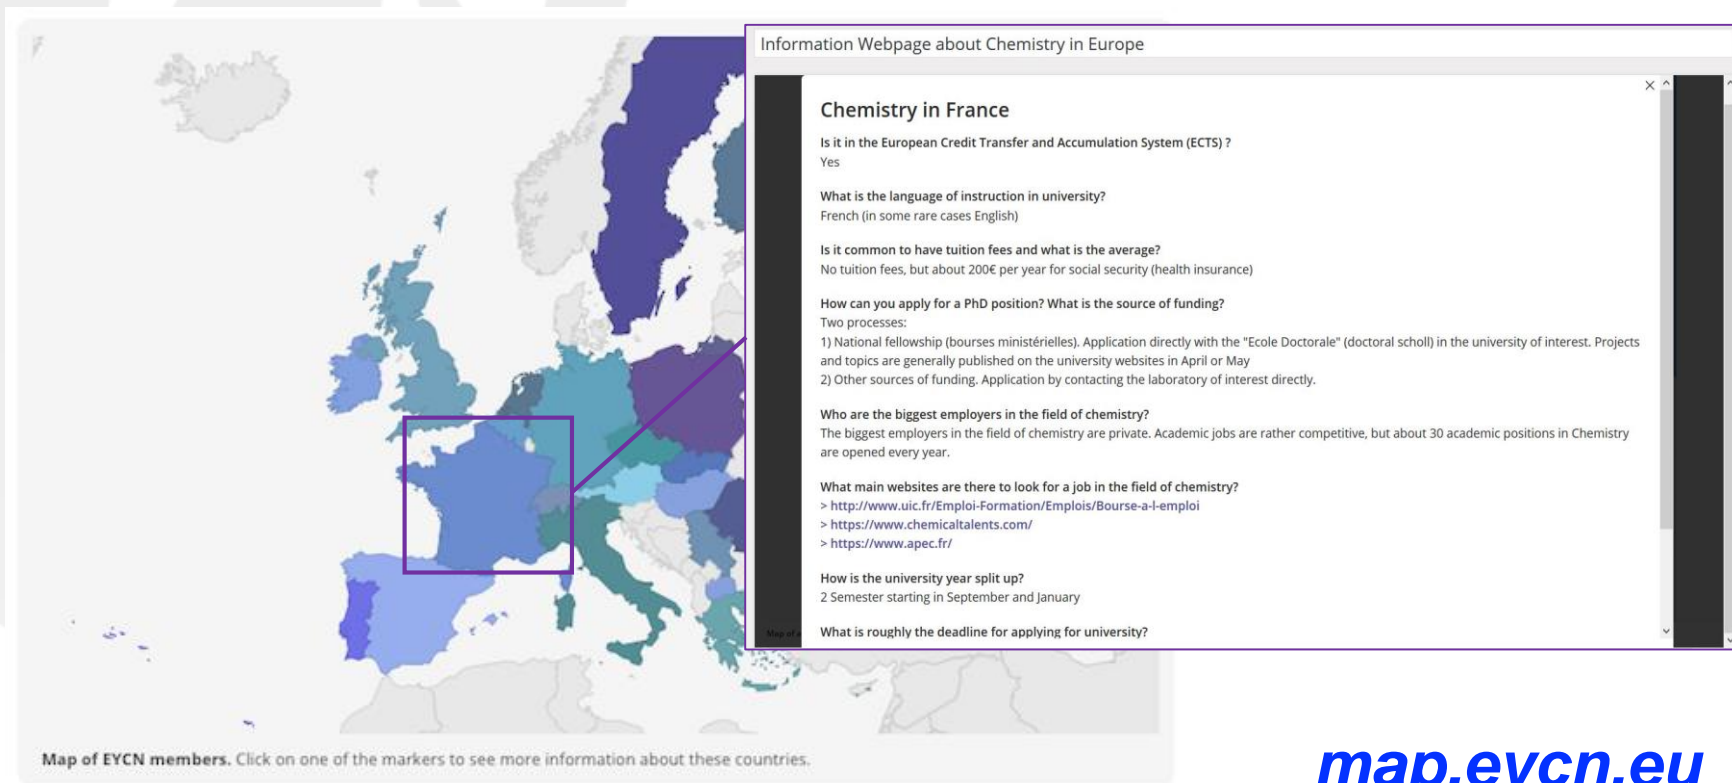 Information Webpage about Chemistry in Europe
Chemistry in France
Is it in the European Credit Transfer and Accumulation System (ECTS) ?
Yes
What is the language of instruction in university?
French (in some rare cases English)
Is it common to have tuition fees and what is the average?
No tuition fees, but about 200€ per year for social security (health insurance)
How can you apply for a PhD position? What is the source of funding?
Two processes:
1) National fellowship (bourses ministérielles). Application directly with the "Ecole Doctorale" (doctoral scholl) in the university of interest. Projects
and topics are generally published on the university websites in April or May
2) Other sources of funding. Application by contacting the laboratory of interest directly.
Who are the biggest employers in the field of chemistry?
The biggest employers in the field of chemistry are private. Academic jobs are rather competitive, but about 30 academic positions in Chemistry
are opened every year.
What main websites are there to look for a job in the field of chemistry?
> http://www.uic.fr/Emploi-Formation/Emplois/Bourse-a-l-emploi
> https://www.chemicaltalents.com/
> https://www.apec.fr/
How is the university year split up?
2 Semester starting in September and January
What is roughly the deadline for applying for university?
Map of
Map of EYCN members. Click on one of the markers to see more information about these countries.
map.eycn.eu